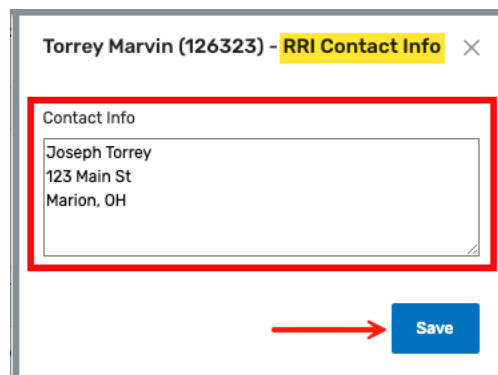 Torrey Marvin (126323) - RRI Contact Info
Contact Info
Joseph Torrey
123 Main St
Marion, OH
Save